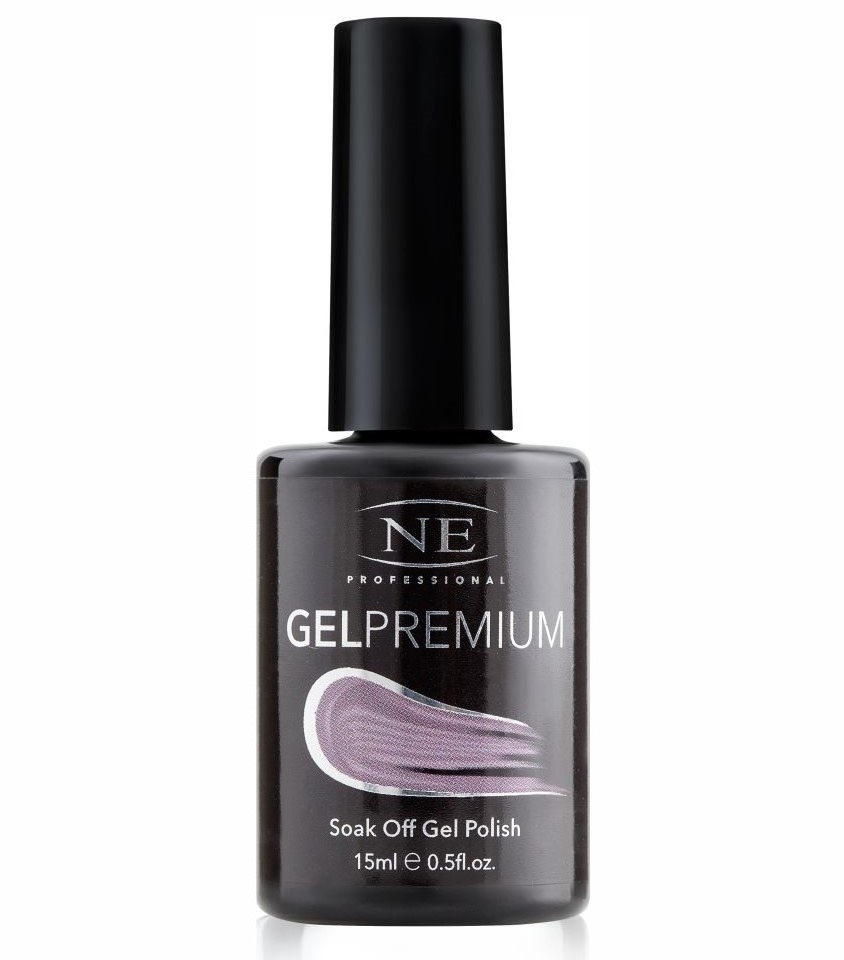 NE
PROFESSIONAL
GELPREMIUM
Soak Off Gel Polish
15ml ℮ 0.5fl.oz.